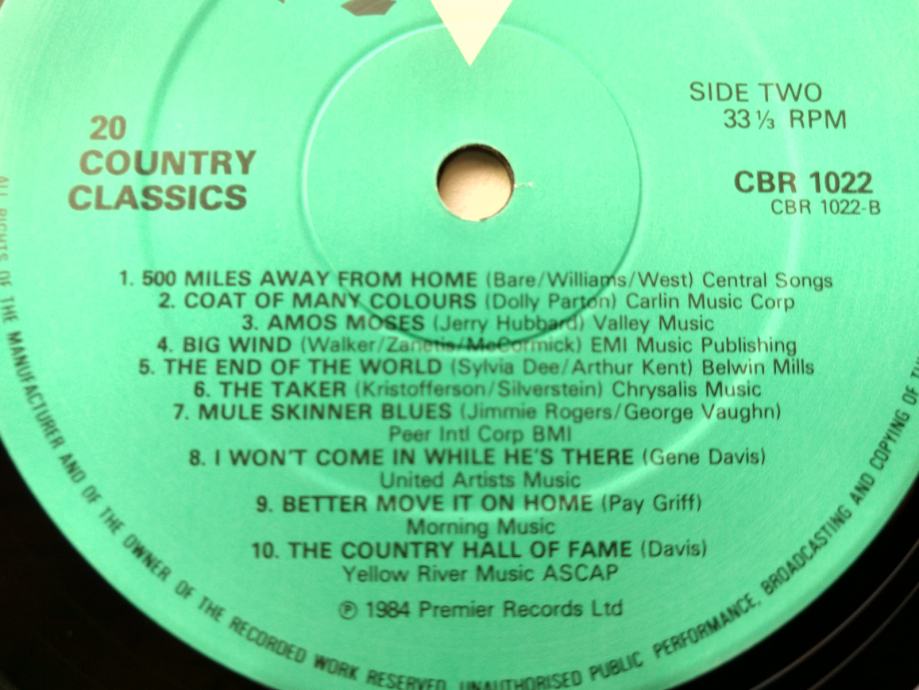 20
COUNTRY
CLASSICS
SIDE TWO
33⅓ RPM
CBR 1022
CBR 1022-B
1. 500 MILES AWAY FROM HOME (Bare/Williams/West) Central Songs
2. COAT OF MANY COLOURS (Dolly Parton) Carlin Music Corp
3. AMOS MOSES (Jerry Hubbard) Valley Music
4. BIG WIND (Walker/Zanetis/McCormick) EMI Music Publishing
5. THE END OF THE WORLD (Sylvia Dee/Arthur Kent) Belwin Mills
6. THE TAKER (Kristofferson/Silverstein) Chrysalis Music
7. MULE SKINNER BLUES (Jimmie Rogers/George Vaughn)
Peer Intl Corp BMI
8. I WON'T COME IN WHILE HE'S THERE (Gene Davis)
United Artists Music
9. BETTER MOVE IT ON HOME (Pay Griff)
Morning Music
10. THE COUNTRY HALL OF FAME (Davis)
Yellow River Music ASCAP
℗ 1984 Premier Records Ltd
ALL RIGHTS OF THE MANUFACTURER AND OF THE OWNER OF THE RECORDED WORK RESERVED. UNAUTHORISED PUBLIC PERFORMANCE, BROADCASTING AND COPYING OF